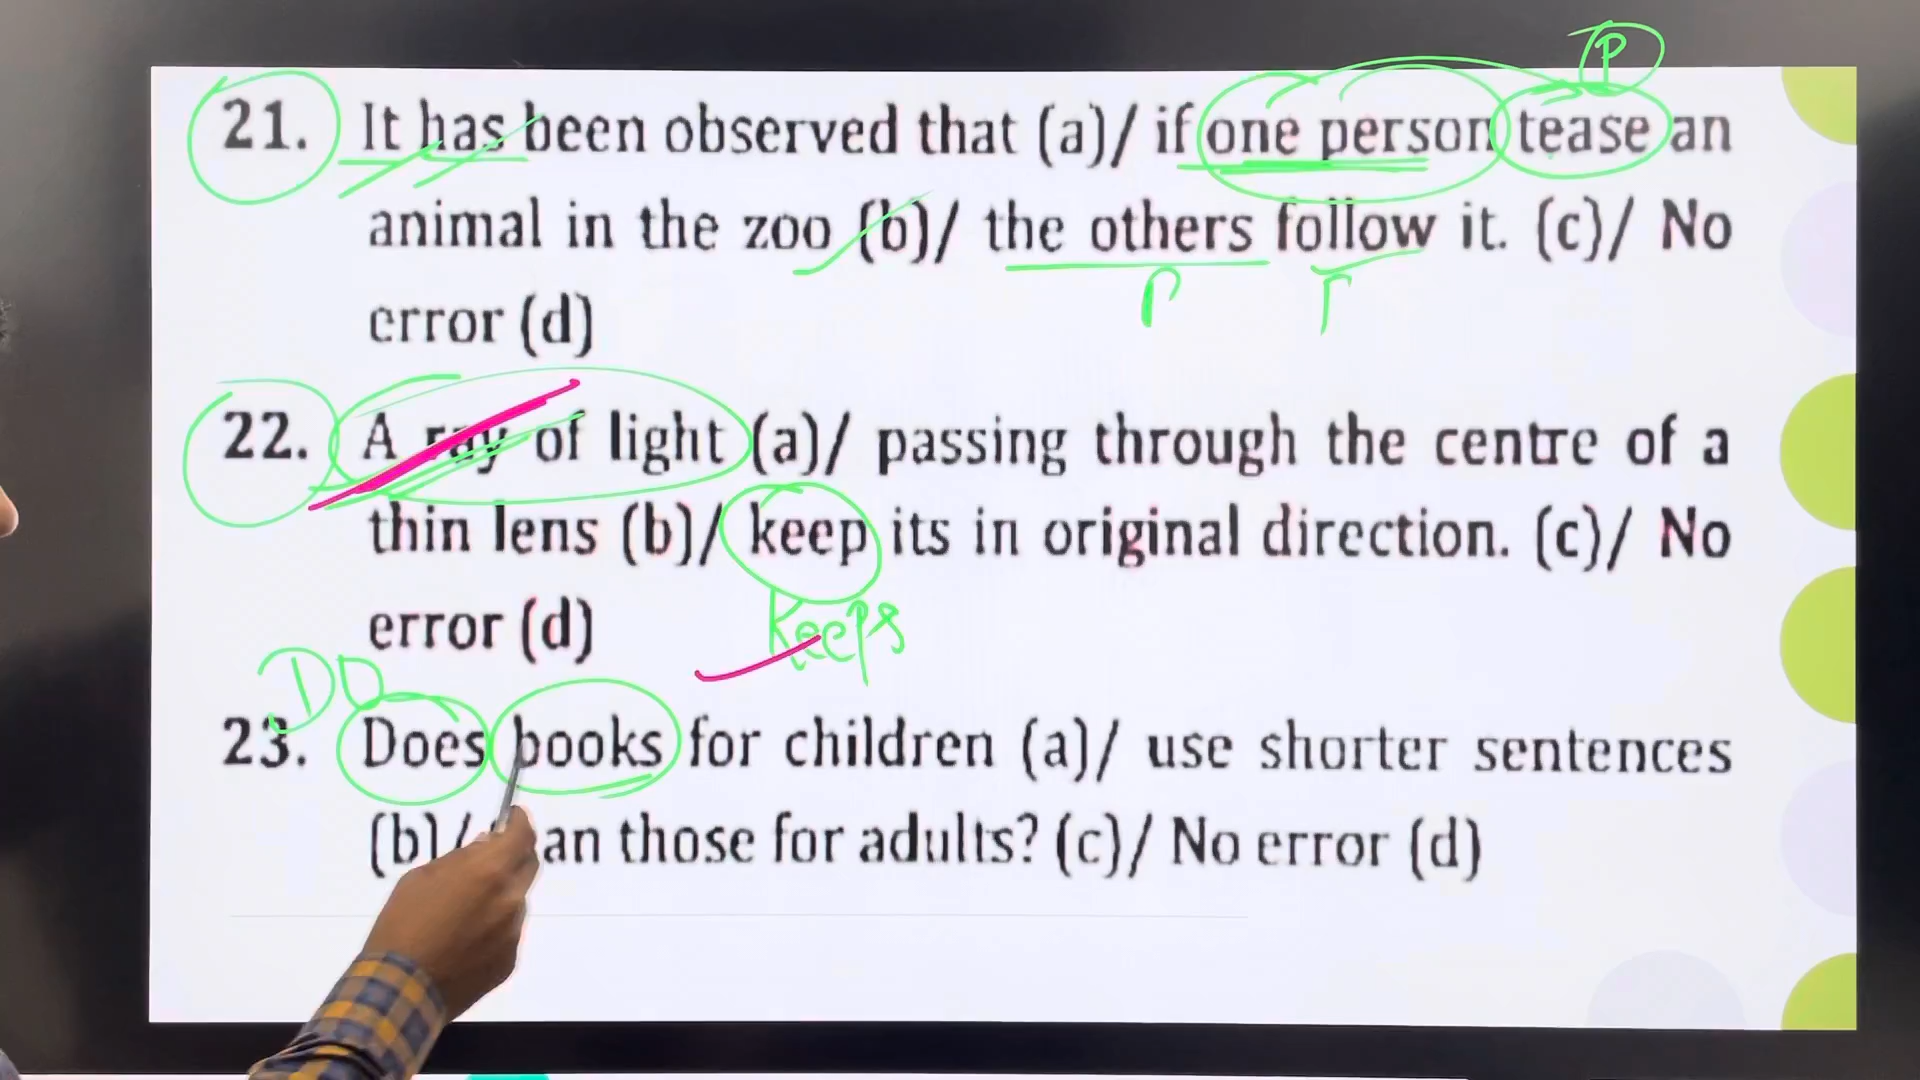 P
21. It has been observed that (a)/ if one person tease an
animal in the zoo (b)/ the others follow it. (c)/ No
P
error (d)
22. A ray of light (a)/ passing through the centre of a
thin lens (b)/ keep its in original direction. (c)/ No
Keeps
error (d)
DO
23. Does books for children (a)/ use shorter sentences
(b)/ an those for adults? (c)/ No error (d)